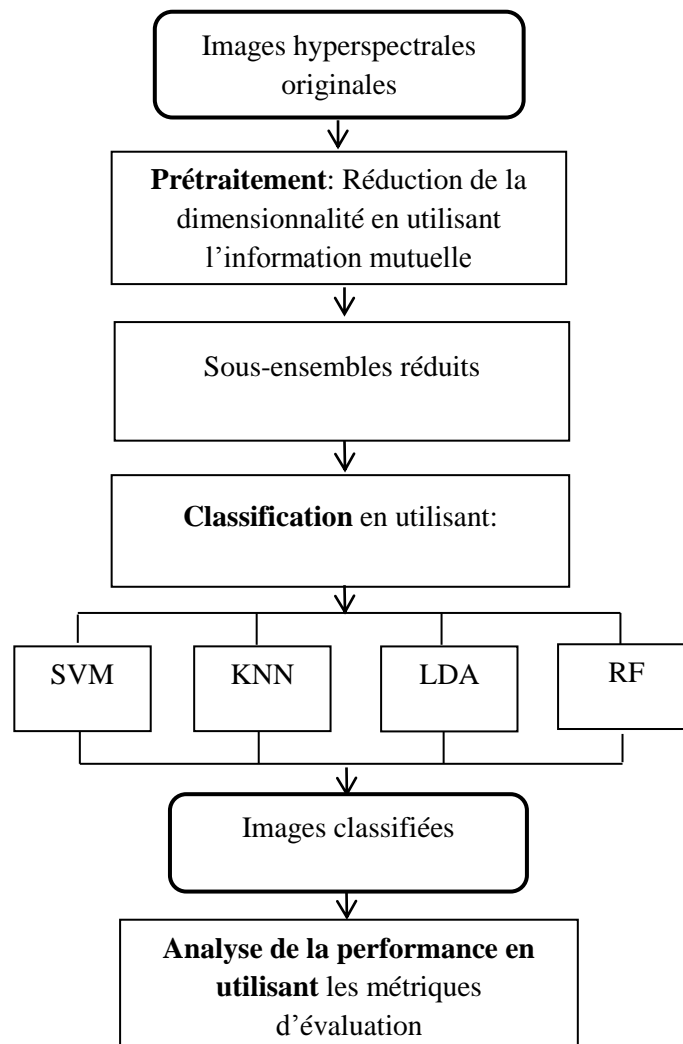 Images hyperspectrales
originales
Prétraitement: Réduction de la
dimensionnalité en utilisant
l’information mutuelle
Sous-ensembles réduits
Classification en utilisant:
SVM
KNN
LDA
RF
Images classifiées
Analyse de la performance en
utilisant les métriques
d’évaluation